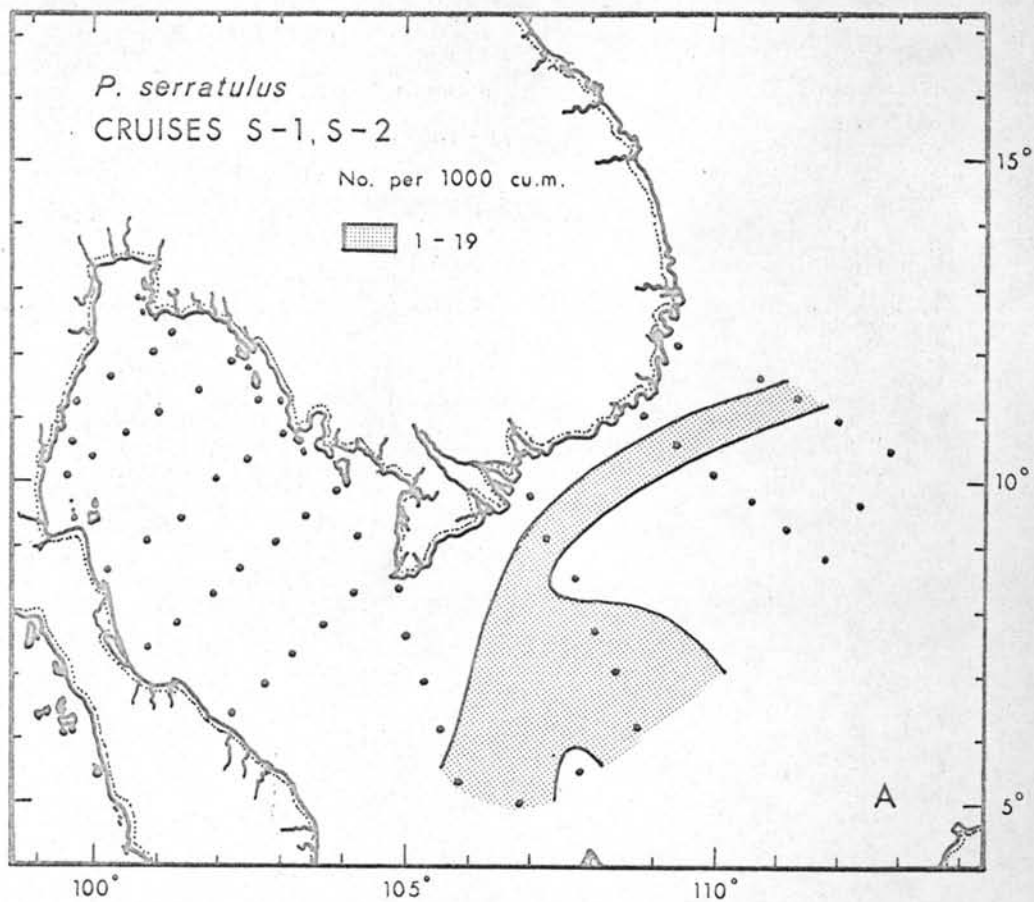 P. serratulus
CRUISES S-1, S-2
No. per 1000 cu.m.
1-19
15°
10°
A
5°
100° 105° 110°